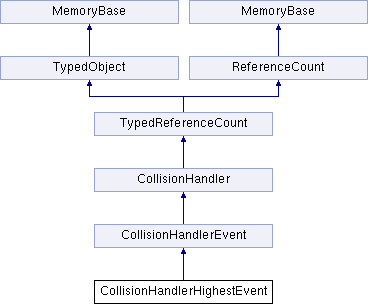 MemoryBase MemoryBase
TypedObject ReferenceCount
TypedReferenceCount
CollisionHandler
CollisionHandlerEvent
CollisionHandlerHighestEvent